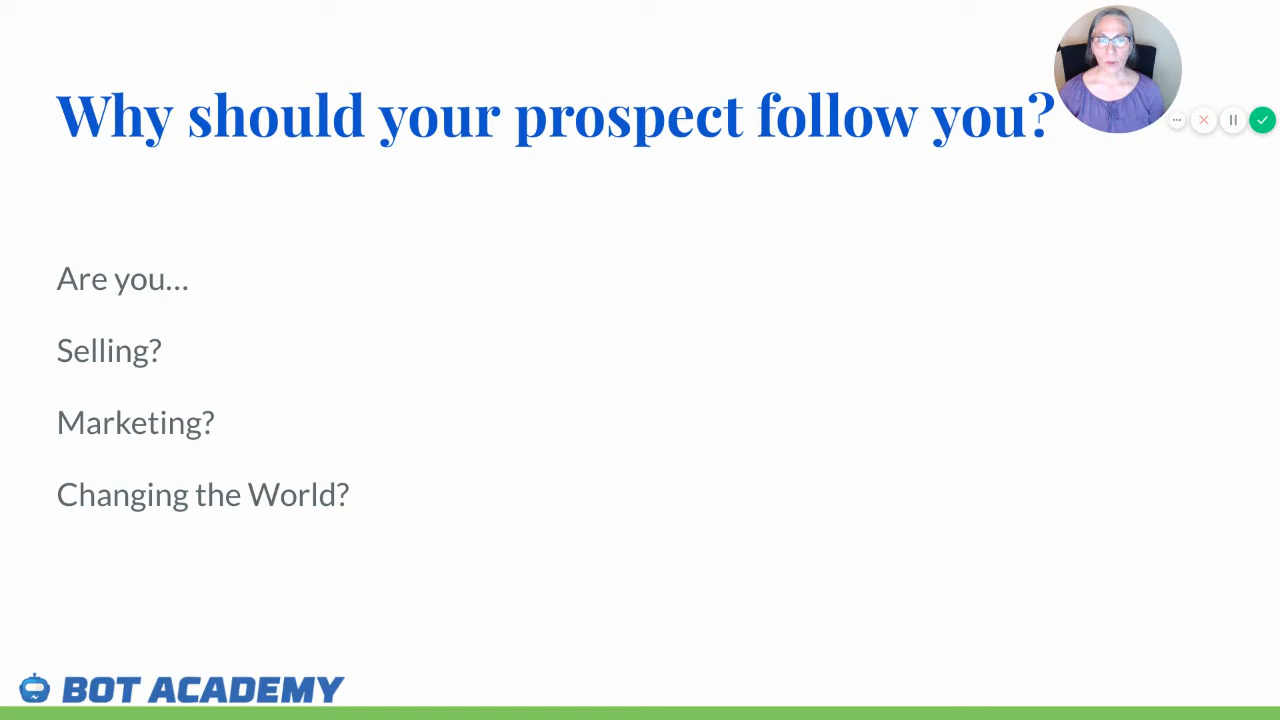 Why should your prospect follow you?
Are you...
Selling?
Marketing?
Changing the World?
BOT ACADEMY